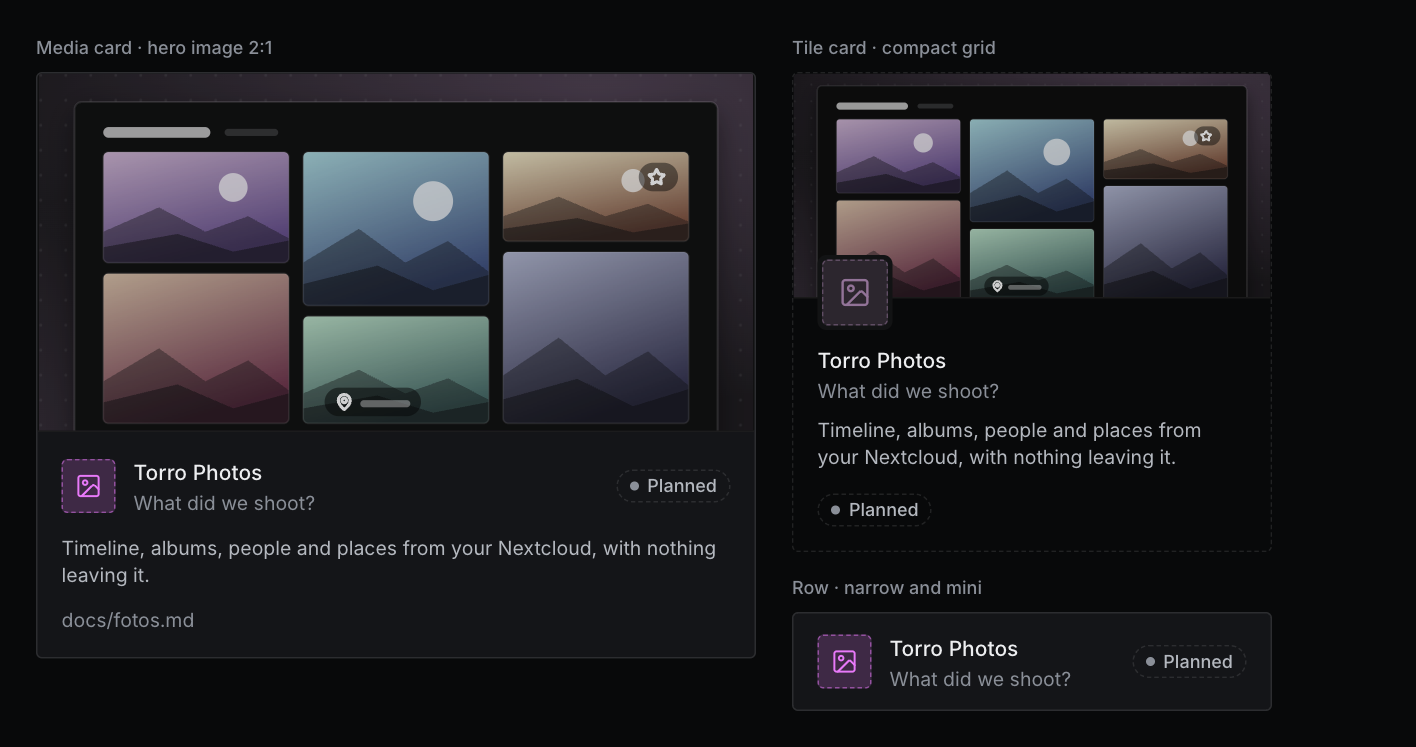 Media card · hero image 2:1
Torro Photos
What did we shoot?
Planned
Timeline, albums, people and places from your Nextcloud, with nothing
leaving it.
docs/fotos.md
Tile card · compact grid
Torro Photos
What did we shoot?
Timeline, albums, people and places from
your Nextcloud, with nothing leaving it.
Planned
Row · narrow and mini
Torro Photos
What did we shoot?
Planned